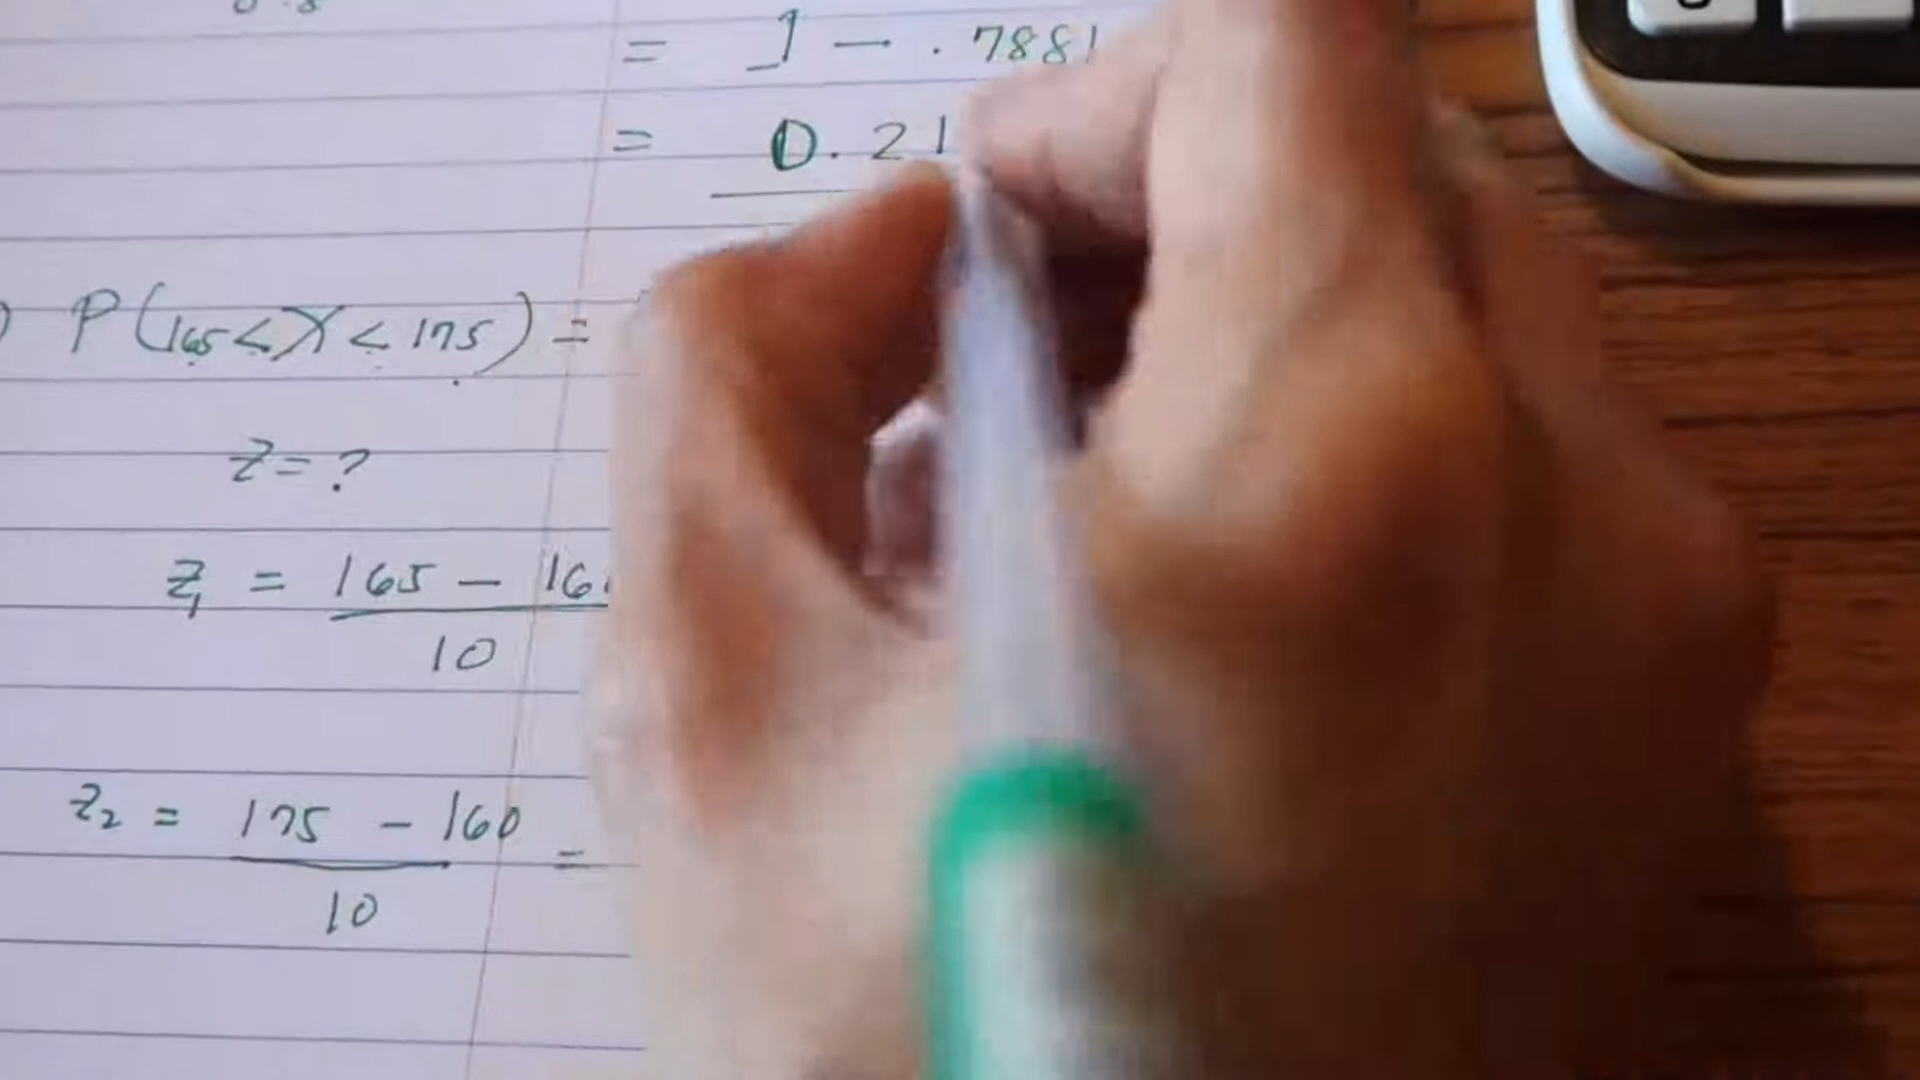 = 1 - .7881
= 0.21
) P(165 < X < 175) =
Z = ?
Z1 = 165 - 16
10
Z2 = 175 - 160 =
10